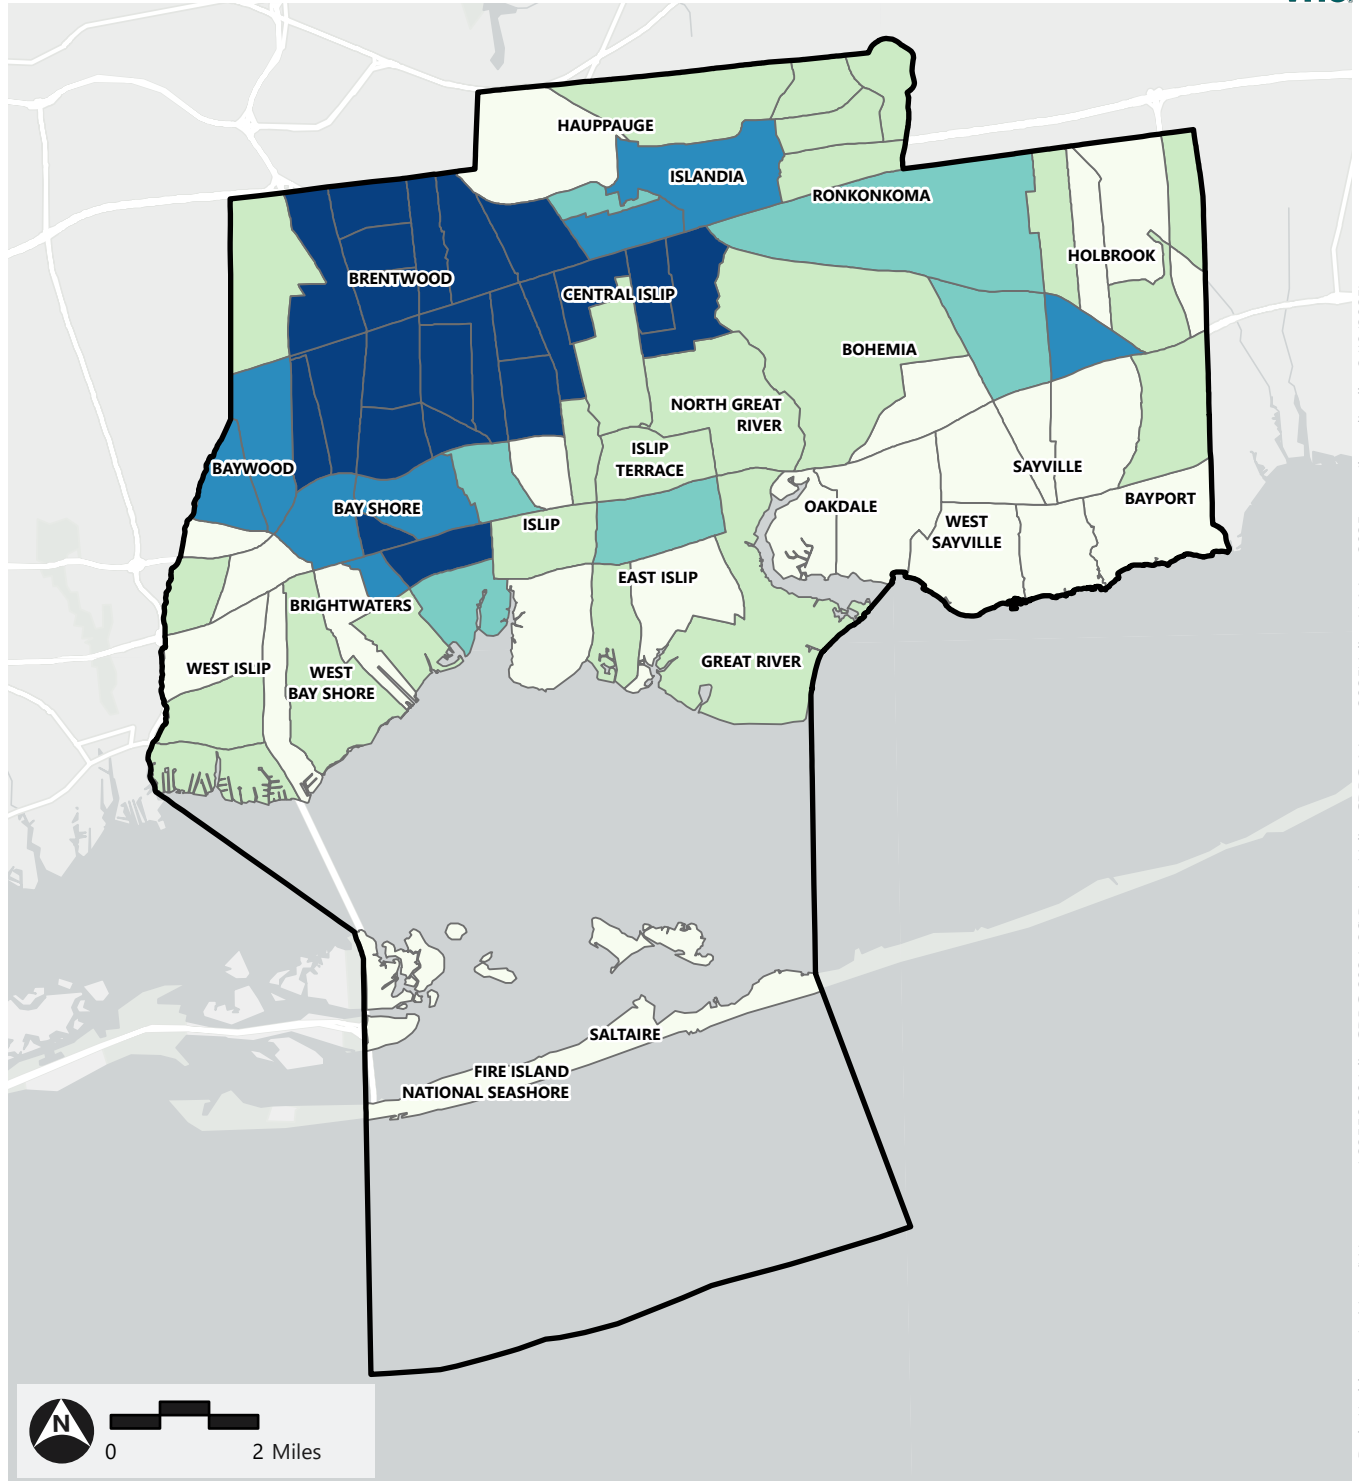 HAUPPAUGE
ISLANDIA
RONKONKOMA
HOLBROOK
BRENTWOOD
CENTRAL ISLIP
BOHEMIA
NORTH GREAT
RIVER
ISLIP
TERRACE
BAYWOOD
SAYVILLE
BAYPORT
BAY SHORE
OAKDALE
ISLIP
WEST
SAYVILLE
EAST ISLIP
BRIGHTWATERS
WEST ISLIP
WEST
BAY SHORE
GREAT RIVER
SALTAIRE
FIRE ISLAND
NATIONAL SEASHORE
N
0
2 Miles